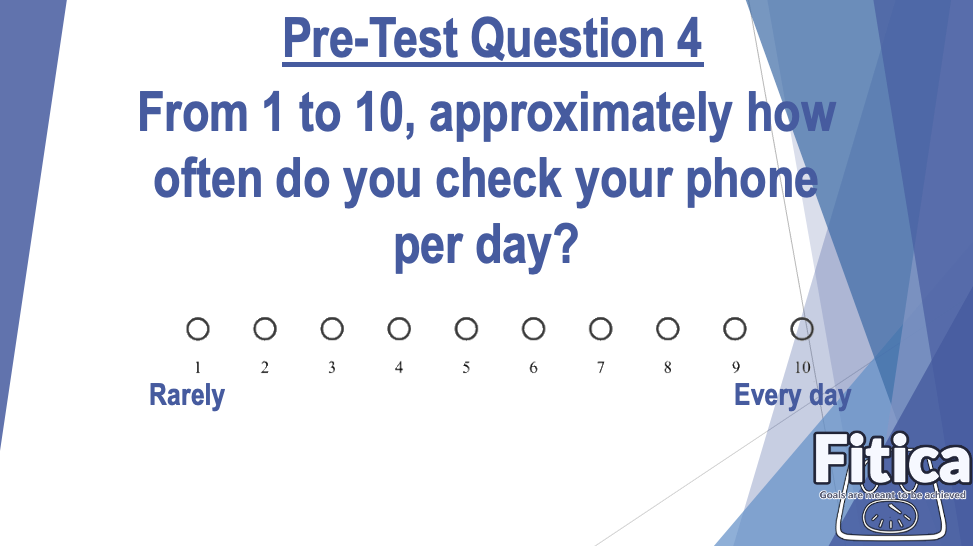 Pre-Test Question 4
From 1 to 10, approximately how
often do you check your phone
per day?
1 2 3 4 5 6 7 8 9 10
Rarely Every day
Fitica
Goals are meant to be achieved